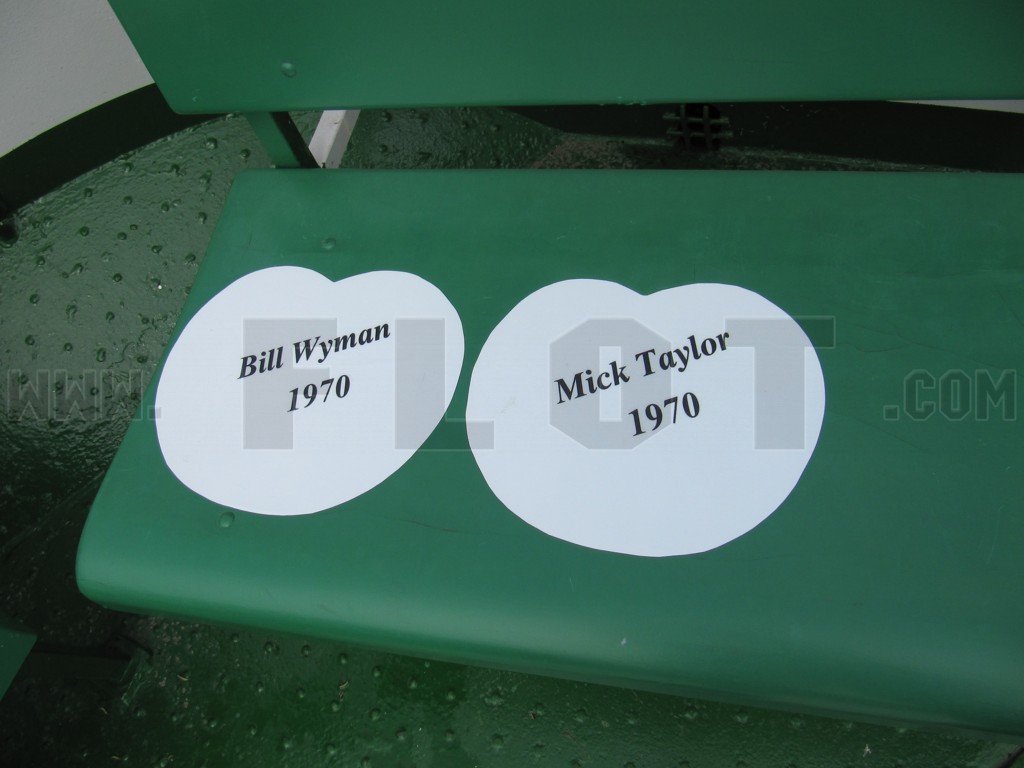 Bill Wyman
1970
Mick Taylor
1970
WWW.FLOT.COM